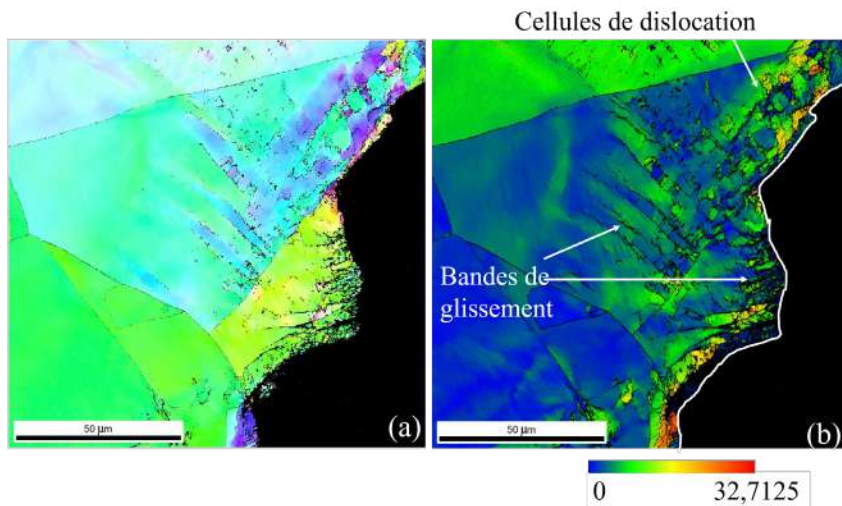 Cellules de dislocation
Bandes de
glissement
50 µm
(a)
50 µm
(b)
0
32,7125